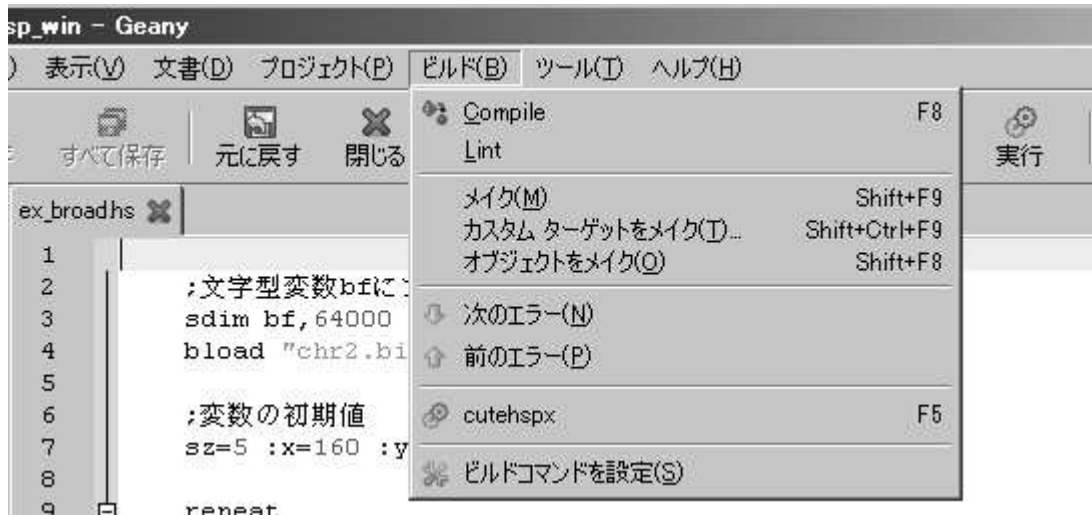 sp_win - Geany
) 表示(V) 文書(D) プロジェクト(P) ビルド(B) ツール(T) ヘルプ(H)
すべて保存 元に戻す 閉じる 実行
ex_broad.hs
Compile F8
Lint
メイク(M) Shift+F9
カスタム ターゲットをメイク(T)... Shift+Ctrl+F9
オブジェクトをメイク(O) Shift+F8
次のエラー(N)
前のエラー(P)
cutehspx F5
ビルドコマンドを設定(S)
1
2 ;文字型変数bfに
3 sdim bf,64000
4 bload "chr2.bi
5
6 ;変数の初期値
7 sz=5 :x=160 :y
8
9 repeat